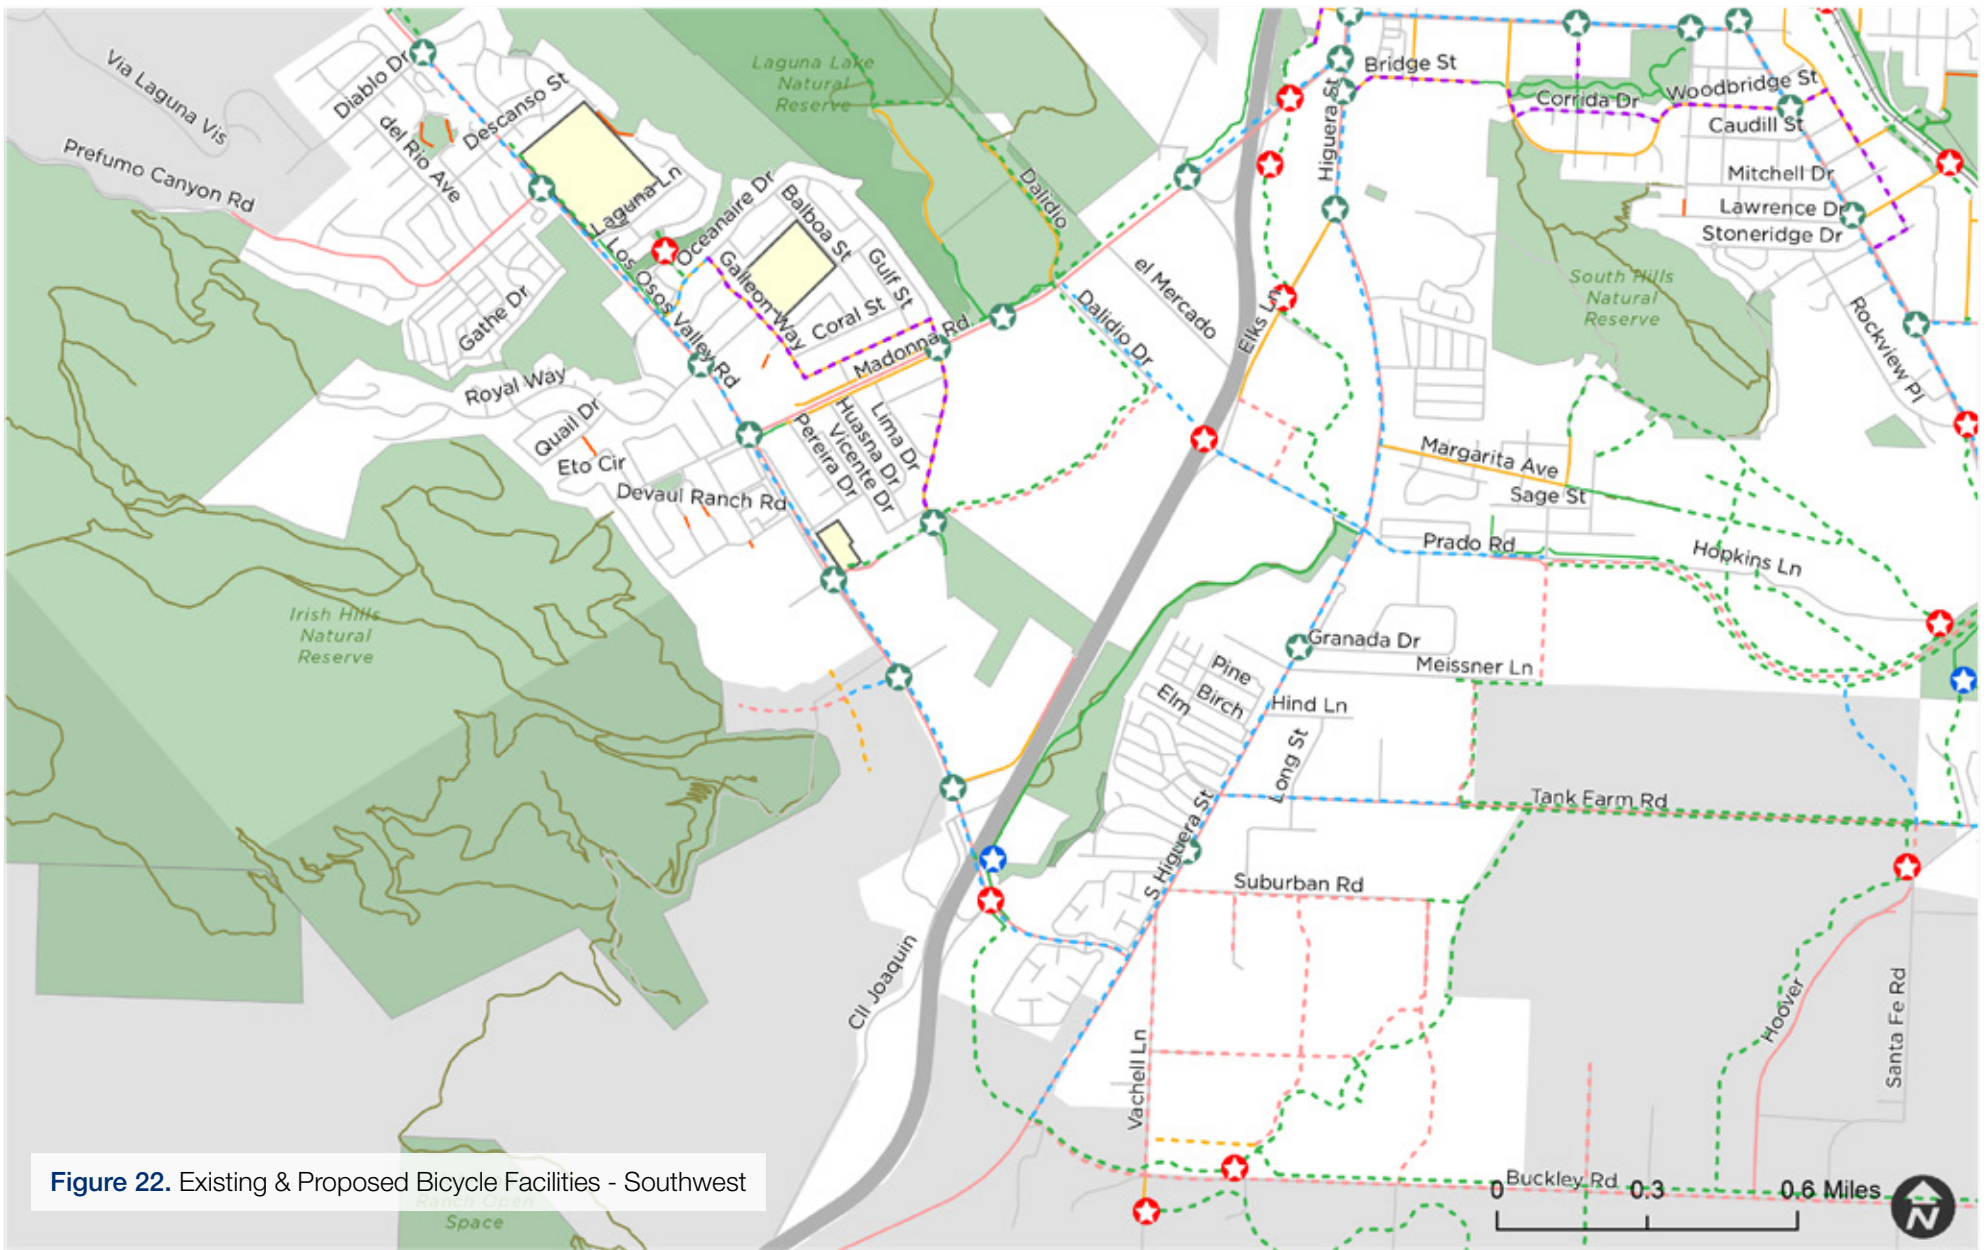 Via Laguna Vis
Diablo Dr
Descanso St
del Rio Ave
Prefumo Canyon Rd
Laguna Lake
Natural
Reserve
Laguna Ln
Oceanaire Dr
Balboa St
Gulf St
Galleon Way
Coral St
Los Osos Valley Rd
Madonna Rd
Gathe Dr
Royal Way
Quail Dr
Eto Cir
Devaul Ranch Rd
Lima Dr
Huasna Dr
Vicente Dr
Pereira Dr
Dalidio
Dalidio Dr
el Mercado
Elks Ln
Higuera St
Bridge St
Corrida Dr
Woodbridge St
Caudill St
Mitchell Dr
Lawrence Dr
Stoneridge Dr
South Hills
Natural
Reserve
Rockview Pl
Margarita Ave
Sage St
Prado Rd
Hopkins Ln
Irish Hills
Natural
Reserve
Granada Dr
Meissner Ln
Pine
Birch
Elm
Hind Ln
Long St
Tank Farm Rd
S Higuera St
Suburban Rd
Cll Joaquin
Vachell Ln
Hoover
Santa Fe Rd
Buckley Rd
Figure 22. Existing & Proposed Bicycle Facilities - Southwest
Ranch Open
Space
0 0.3 0.6 Miles
N